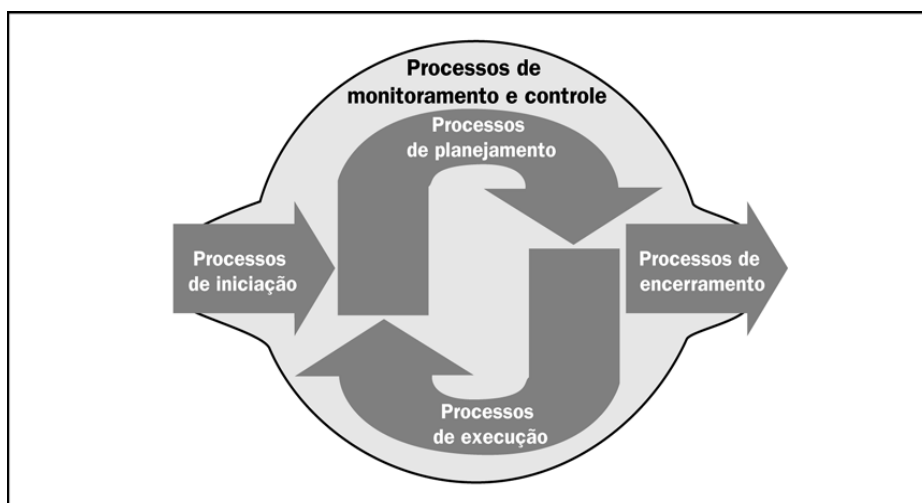 Processos de
monitoramento e controle
Processos
de planejamento
Processos
de iniciação
Processos de
encerramento
Processos
de execução